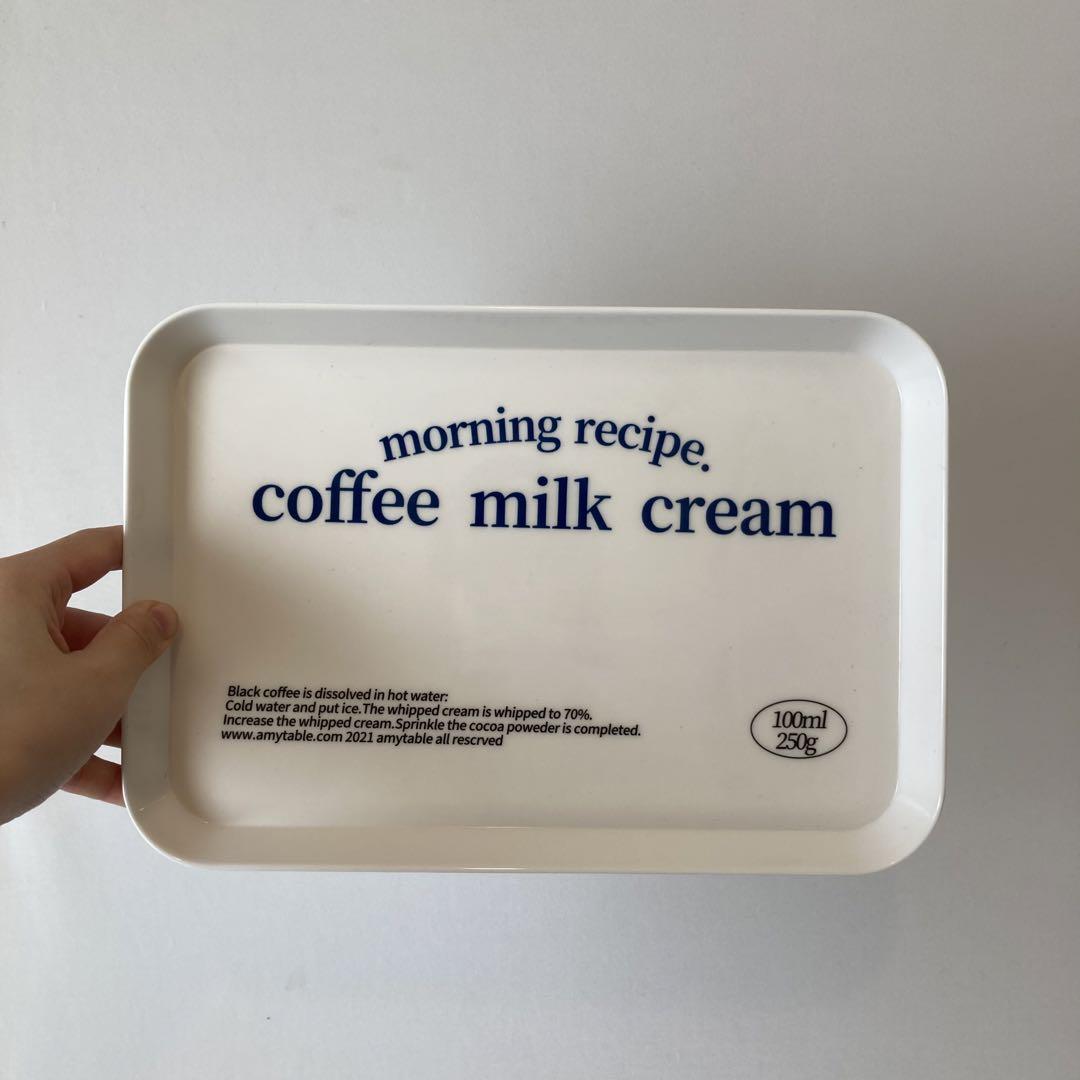 morning recipe.
coffee milk cream
Black coffee is dissolved in hot water:
Cold water and put ice.The whipped cream is whipped to 70%.
Increase the whipped cream.Sprinkle the cocoa poweder is completed.
www.amytable.com 2021 amytable all rescrved
100ml
250g